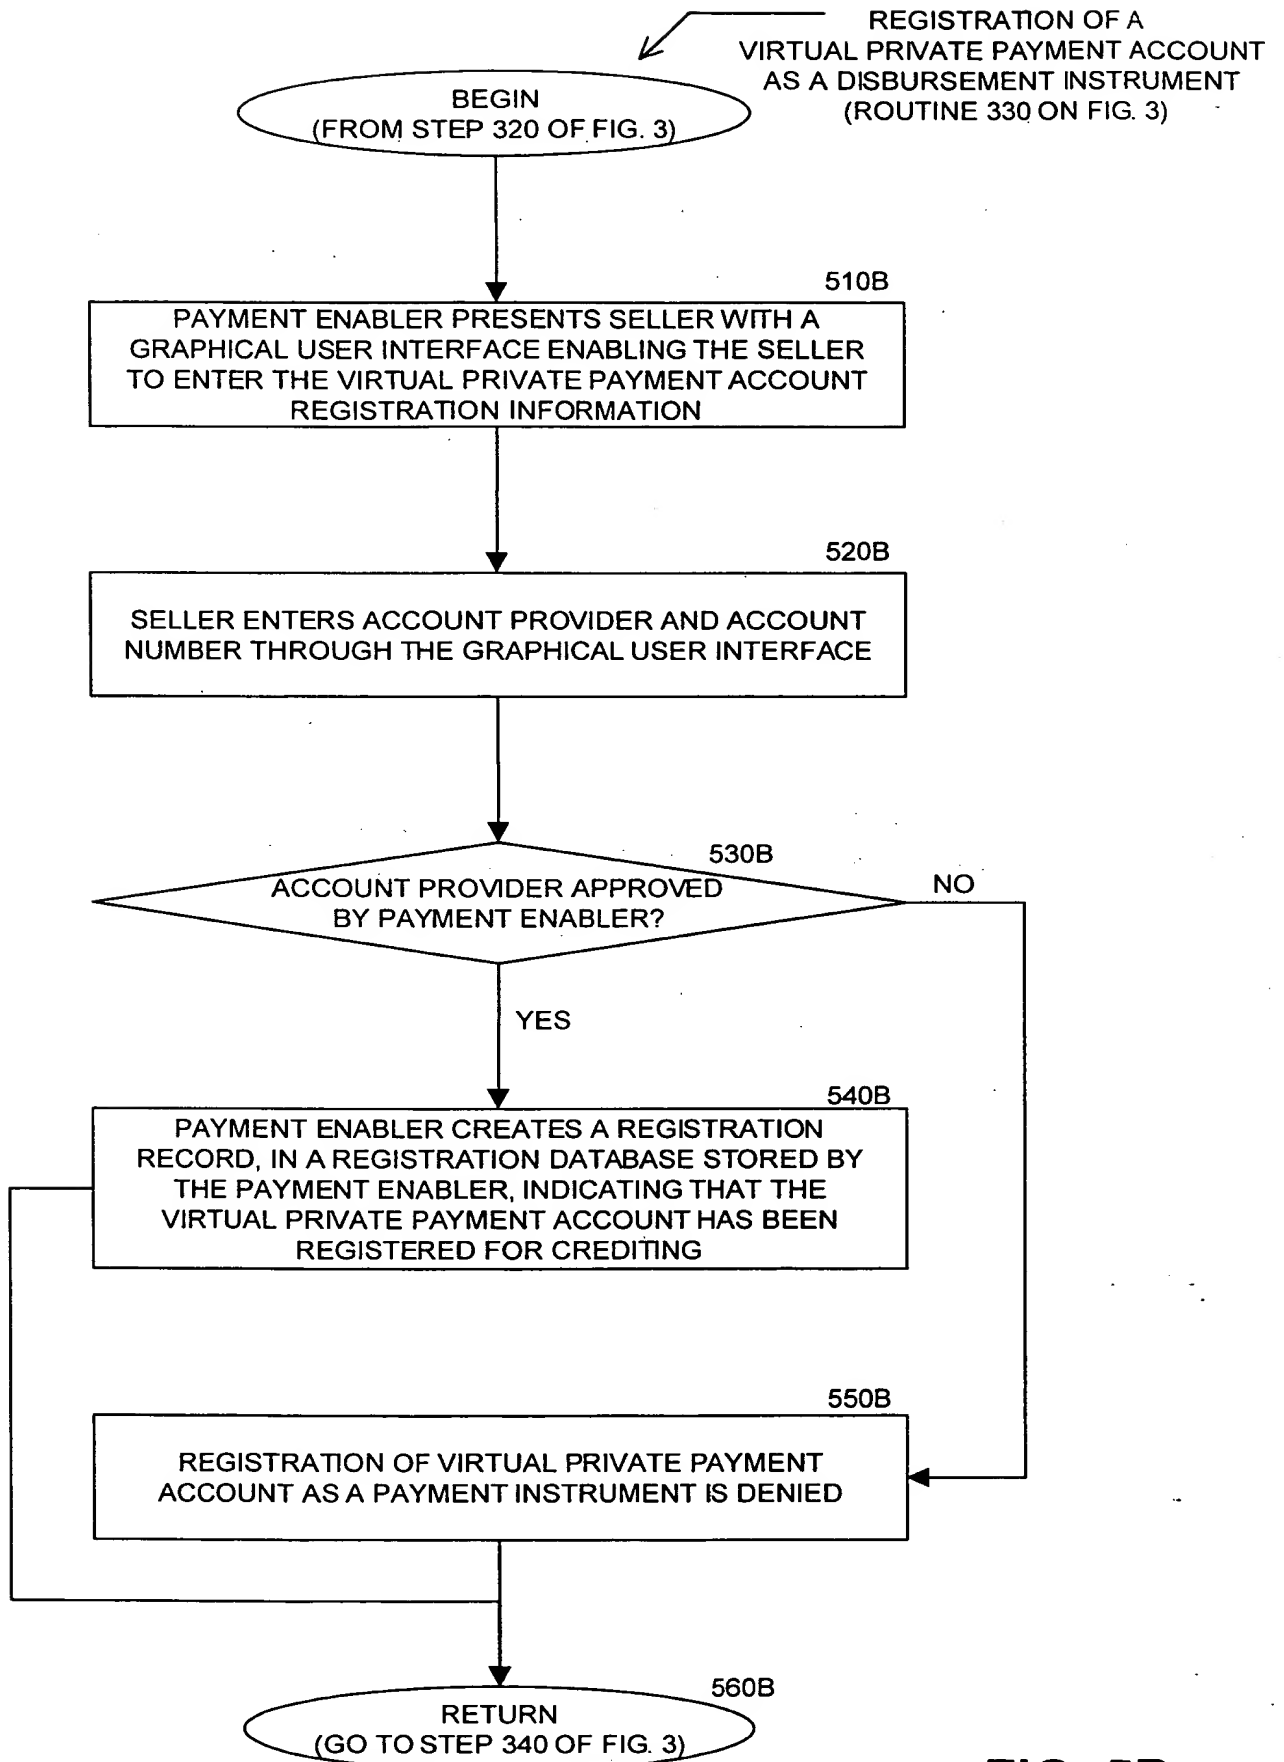 REGISTRATION OF A
VIRTUAL PRIVATE PAYMENT ACCOUNT
AS A DISBURSEMENT INSTRUMENT
(ROUTINE 330 ON FIG. 3)
BEGIN
(FROM STEP 320 OF FIG. 3)
510B
PAYMENT ENABLER PRESENTS SELLER WITH A
GRAPHICAL USER INTERFACE ENABLING THE SELLER
TO ENTER THE VIRTUAL PRIVATE PAYMENT ACCOUNT
REGISTRATION INFORMATION
520B
SELLER ENTERS ACCOUNT PROVIDER AND ACCOUNT
NUMBER THROUGH THE GRAPHICAL USER INTERFACE
530B
ACCOUNT PROVIDER APPROVED
BY PAYMENT ENABLER?
NO
YES
540B
PAYMENT ENABLER CREATES A REGISTRATION
RECORD, IN A REGISTRATION DATABASE STORED BY
THE PAYMENT ENABLER, INDICATING THAT THE
VIRTUAL PRIVATE PAYMENT ACCOUNT HAS BEEN
REGISTERED FOR CREDITING
550B
REGISTRATION OF VIRTUAL PRIVATE PAYMENT
ACCOUNT AS A PAYMENT INSTRUMENT IS DENIED
560B
RETURN
(GO TO STEP 340 OF FIG. 3)